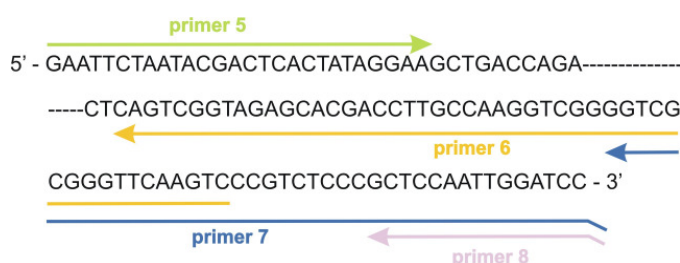 primer 5
5’ - GAATTCTAATACGACTCACTATAGGAAGCTGACCAGA-------------
-----CTCAGTCGGTAGAGCACGACCTTGCCAAGGTCGGGGTCG
primer 6
CGGGTTCAAGTCCCGTCTCCCGCTCCAATTGGATCC - 3’
primer 7
primer 8